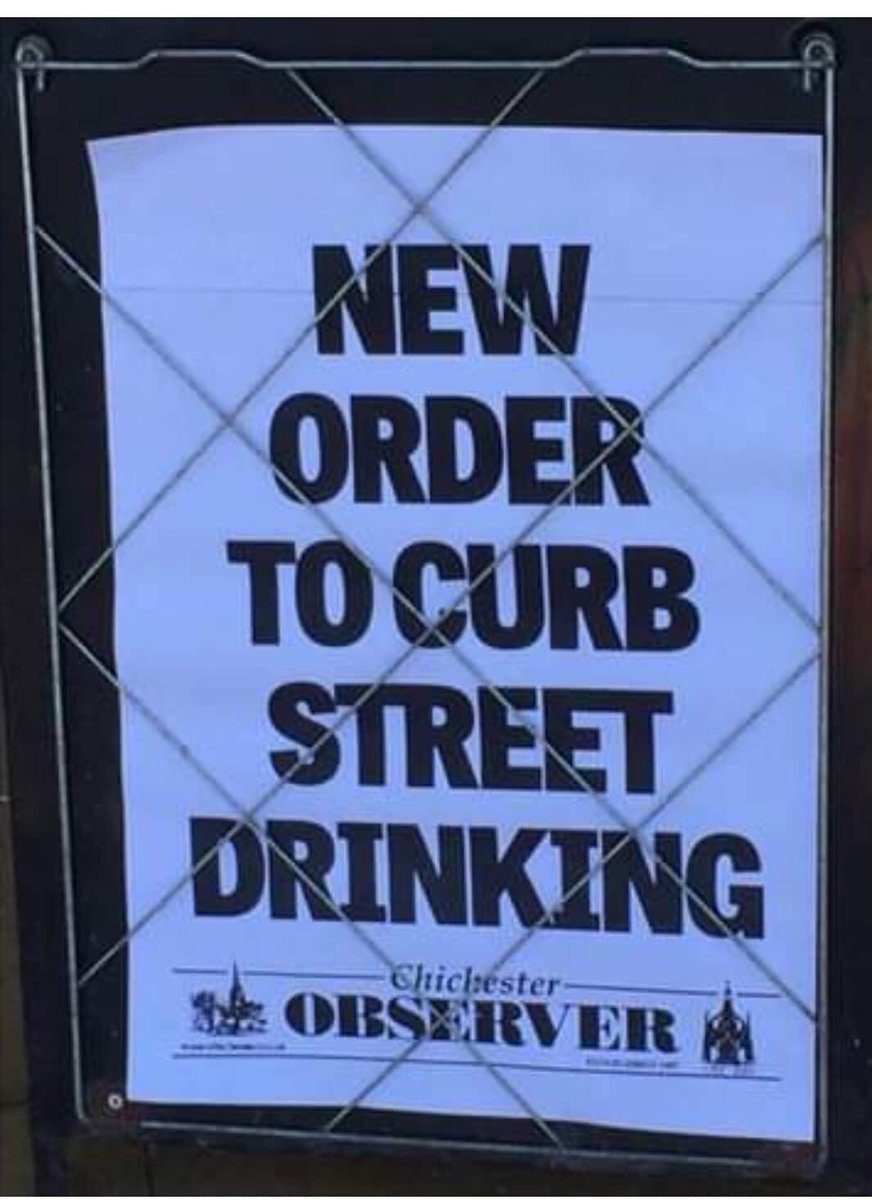 NEW
ORDER
TO CURB
STREET
DRINKING
Chichester
OBSERVER